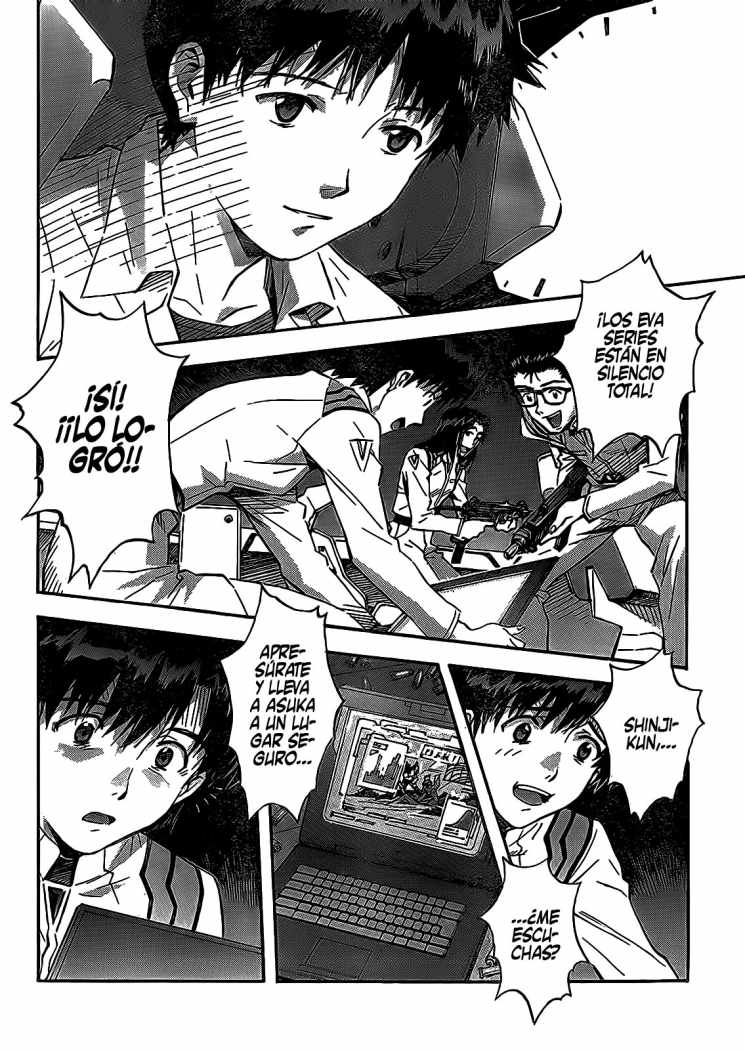 ¡LOS EVA
SERIES
ESTÁN EN
SILENCIO
TOTAL!
¡SÍ!
¡¡LO LO-
GRÓ!!
SHINJI-
KUN,...
...¿ME
ESCU-
CHAS?
APRE-
SÚRATE
Y LLEVA
A ASUKA
A UN LU-
GAR SE-
GURO...